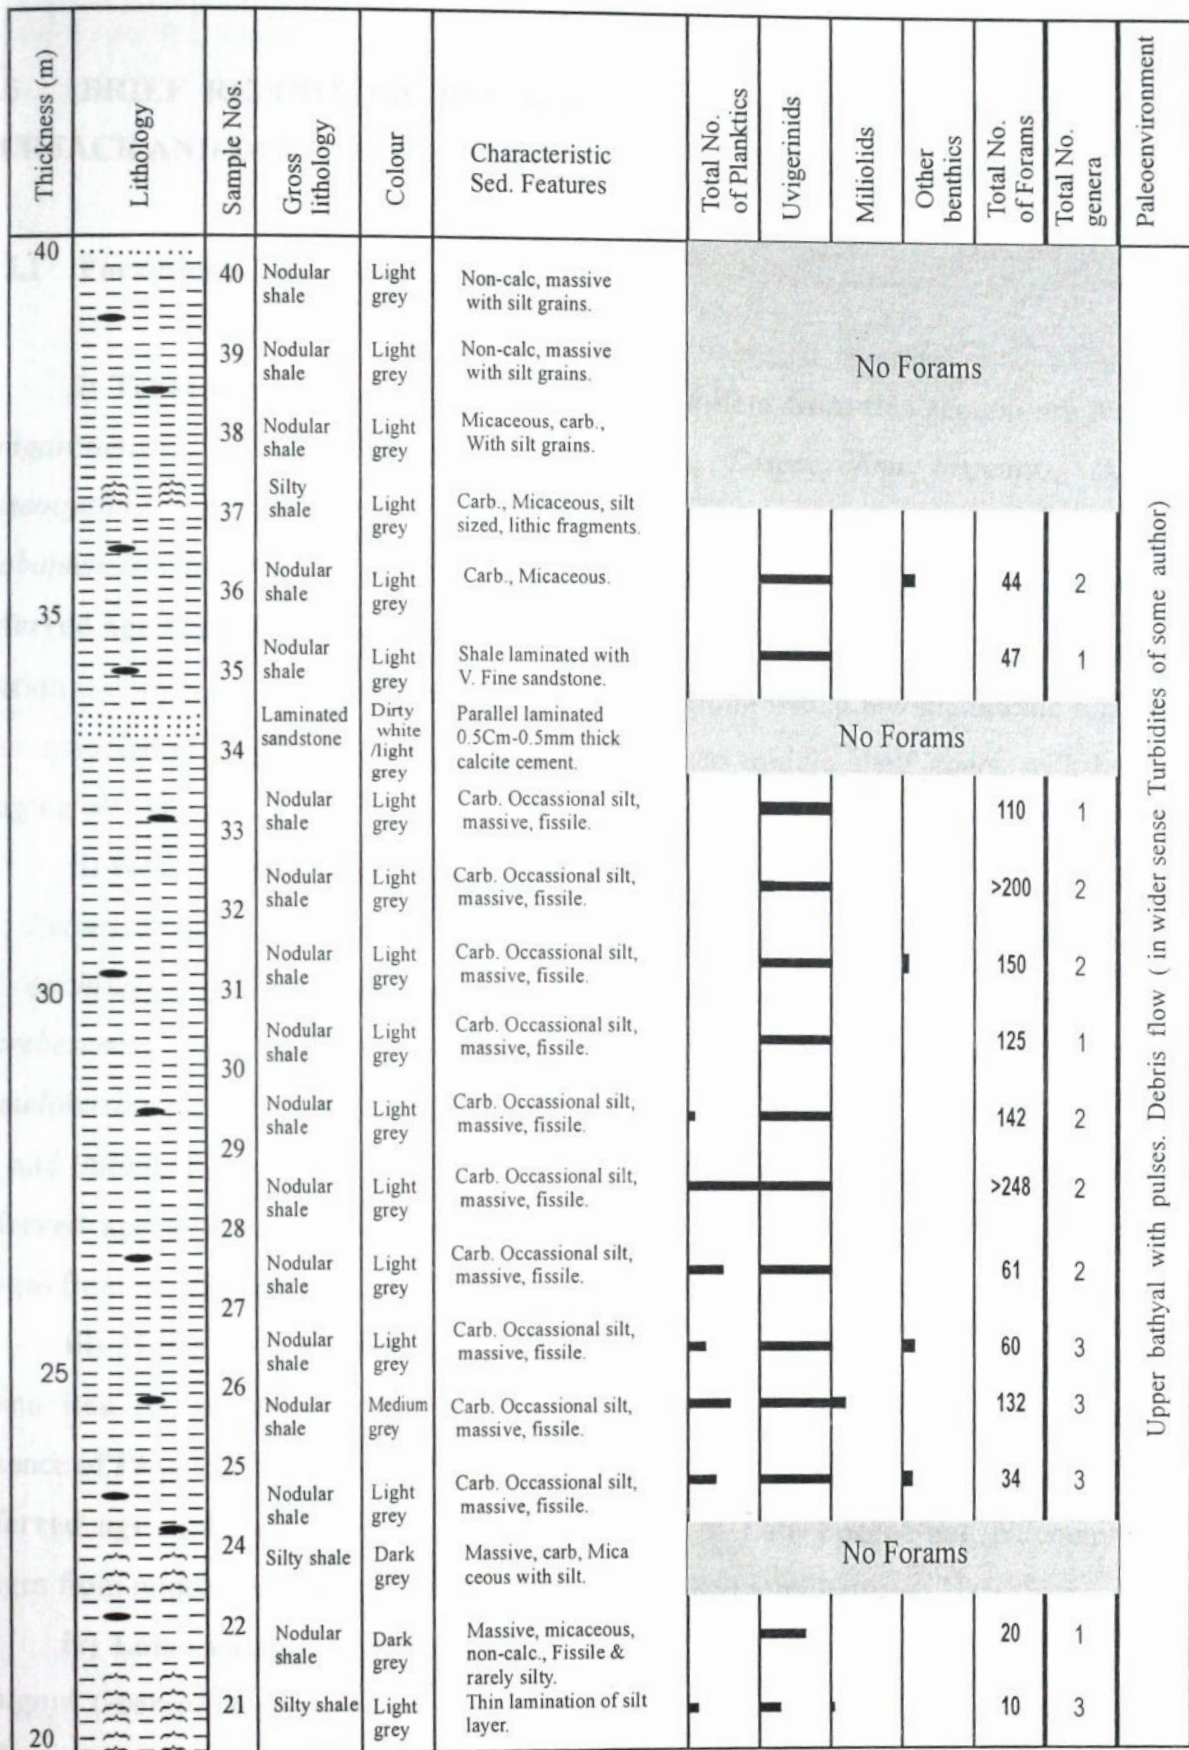 Thickness (m)
Lithology
Sample Nos.
Gross
lithology
Colour
Characteristic
Sed. Features
Total No.
of Planktics
Uvigerinids
Miliolids
Other
benthics
Total No.
of Forams
Total No.
genera
Paleoenvironment
40
40
Nodular
shale
Light
grey
Non-calc, massive
with silt grains.
39
Nodular
shale
Light
grey
Non-calc, massive
with silt grains.
No Forams
38
Nodular
shale
Light
grey
Micaceous, carb.,
With silt grains.
37
Silty
shale
Light
grey
Carb., Micaceous, silt
sized, lithic fragments.
36
Nodular
shale
Light
grey
Carb., Micaceous.
44
2
35
35
Nodular
shale
Light
grey
Shale laminated with
V. Fine sandstone.
47
1
34
Laminated
sandstone
Dirty
white
/light
grey
Parallel laminated
0.5Cm-0.5mm thick
calcite cement.
No Forams
33
Nodular
shale
Light
grey
Carb. Occassional silt,
massive, fissile.
110
1
32
Nodular
shale
Light
grey
Carb. Occassional silt,
massive, fissile.
>200
2
30
31
Nodular
shale
Light
grey
Carb. Occassional silt,
massive, fissile.
150
2
30
Nodular
shale
Light
grey
Carb. Occassional silt,
massive, fissile.
125
1
29
Nodular
shale
Light
grey
Carb. Occassional silt,
massive, fissile.
142
2
28
Nodular
shale
Light
grey
Carb. Occassional silt,
massive, fissile.
>248
2
27
Nodular
shale
Light
grey
Carb. Occassional silt,
massive, fissile.
61
2
25
26
Nodular
shale
Light
grey
Carb. Occassional silt,
massive, fissile.
60
3
25
Nodular
shale
Medium
grey
Carb. Occassional silt,
massive, fissile.
132
3
24
Nodular
shale
Light
grey
Carb. Occassional silt,
massive, fissile.
34
3
Silty shale
Dark
grey
Massive, carb, Mica
ceous with silt.
No Forams
22
Nodular
shale
Dark
grey
Massive, micaceous,
non-calc., Fissile &
rarely silty.
20
1
20
21
Silty shale
Light
grey
Thin lamination of silt
layer.
10
3
Upper bathyal with pulses. Debris flow ( in wider sense Turbidites of some author)